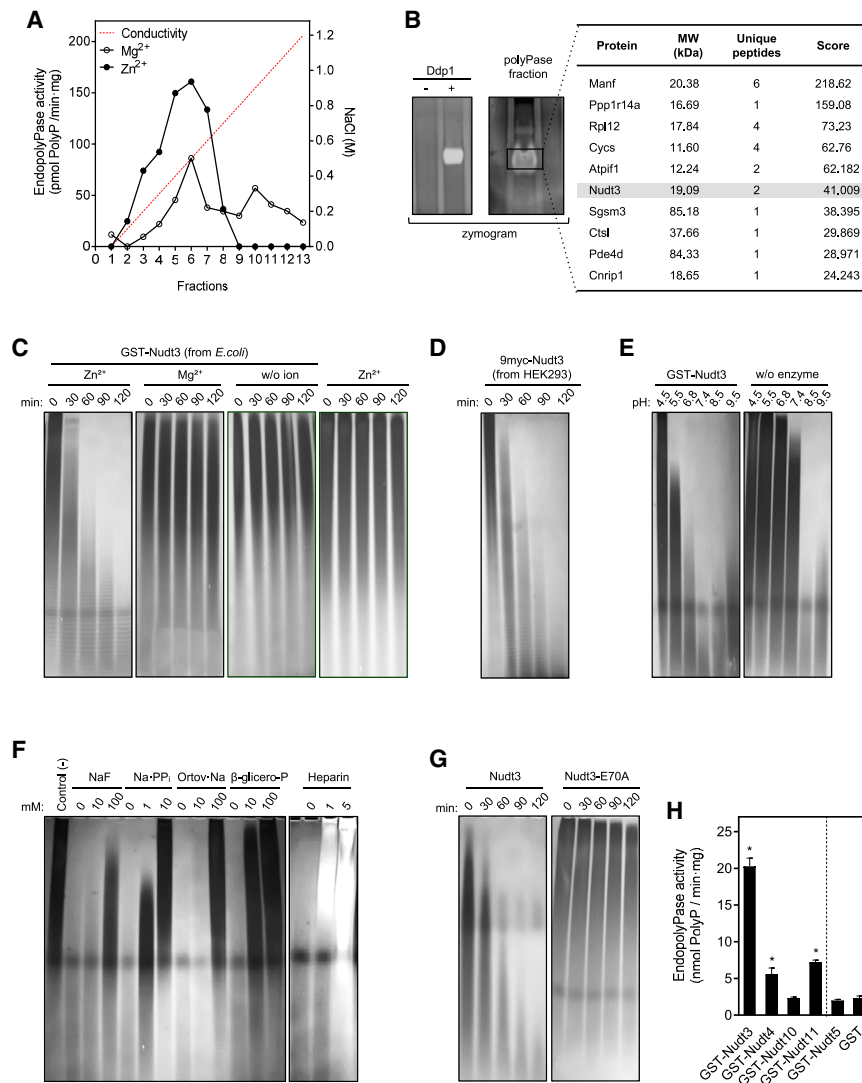 A
EndopolyPase activity
(pmol PolyP /min·mg)
200
150
100
50
0
Conductivity
Mg²⁺
Zn²⁺
1.2
1.0
0.8
0.6
0.4
0.2
0.0
NaCl (M)
0 1 2 3 4 5 6 7 8 9 10 11 12 13
Fractions
B
Ddp1
- +
polyPase
fraction
zymogram
Protein MW (kDa) Unique peptides Score
Manf 20.38 6 218.62
Ppp1r14a 16.69 1 159.08
Rpl12 17.84 4 73.23
Cycs 11.60 4 62.76
Atpif1 12.24 2 62.182
Nudt3 19.09 2 41.009
Sgsm3 85.18 1 38.395
Ctsl 37.66 1 29.869
Pde4d 84.33 1 28,971
Cnrip1 18.65 1 24.243
C
GST-Nudt3 (from E.coli)
Zn²⁺ Mg²⁺ w/o ion Zn²⁺
min: 0 30 60 90 120 0 30 60 90 120 0 30 60 90 120 0 30 60 90 120
D
9myc-Nudt3
(from HEK293)
min: 0 30 60 90 120
E
GST-Nudt3 w/o enzyme
pH: 4.5 5.5 6.8 7.4 8.5 9.5 4.5 5.5 6.8 7.4 8.5 9.5
F
Control (-) NaF Na·PPᵢ Ortov·Na β-glicero-P Heparin
mM: 0 10 100 0 1 10 0 10 100 0 10 100 0 1 5
G
Nudt3 Nudt3-E70A
min: 0 30 60 90 120 0 30 60 90 120
H
EndopolyPase activity
(nmol PolyP / min·mg)
25
20
15
10
5
0
* * *
GST-Nudt3 GST-Nudt4 GST-Nudt10 GST-Nudt11 GST-Nudt5 GST